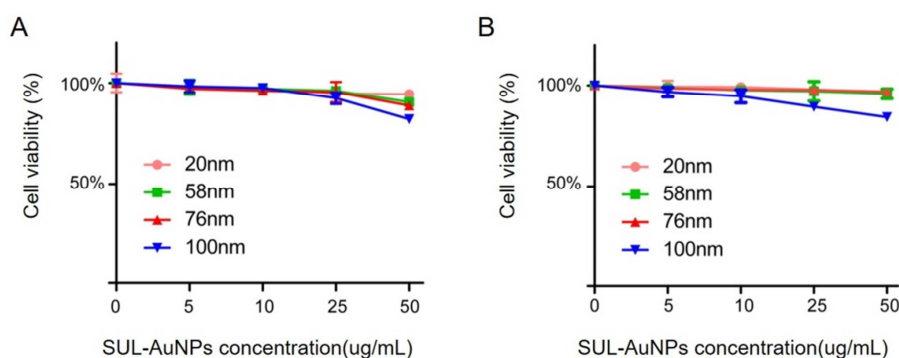 A
Cell viability (%)
100%
50%
20nm
58nm
76nm
100nm
0 5 10 25 50
SUL-AuNPs concentration(ug/mL)
B
Cell viability (%)
100%
50%
20nm
58nm
76nm
100nm
0 5 10 25 50
SUL-AuNPs concentration(ug/mL)